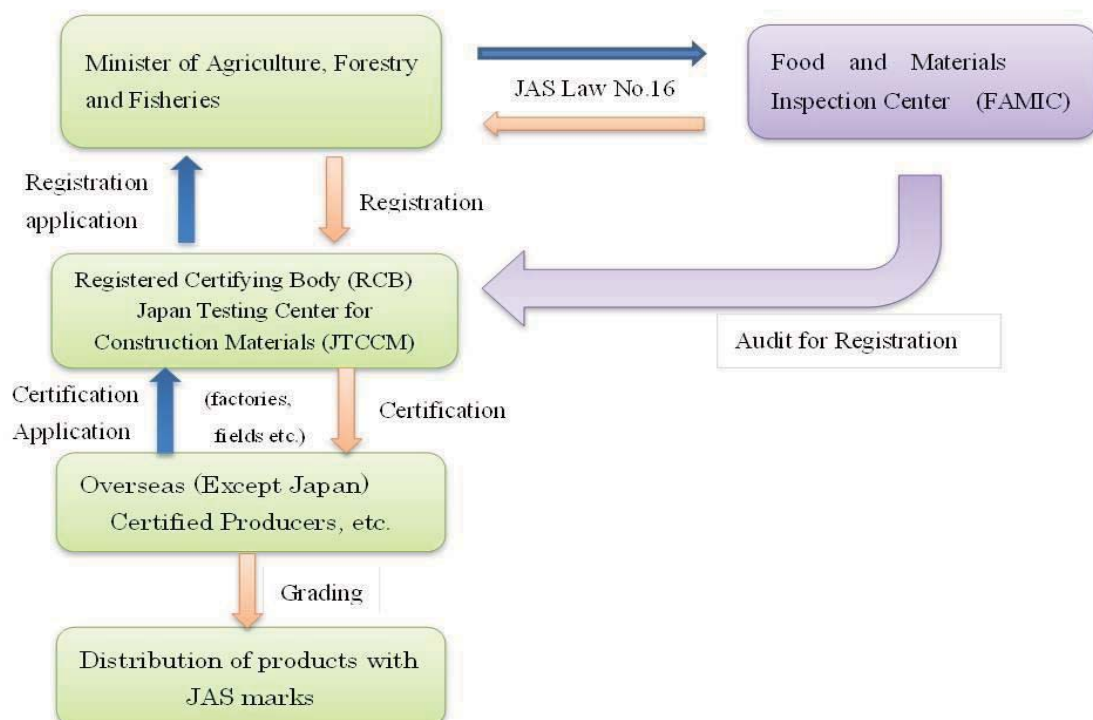 Minister of Agriculture, Forestry
and Fisheries
JAS Law No.16
Food and Materials
Inspection Center (FAMIC)
Registration
application
Registration
Registered Certifying Body (RCB)
Japan Testing Center for
Construction Materials (JTCCM)
Audit for Registration
Certification
Application
(factories,
fields etc.)
Certification
Overseas (Except Japan)
Certified Producers, etc.
Grading
Distribution of products with
JAS marks